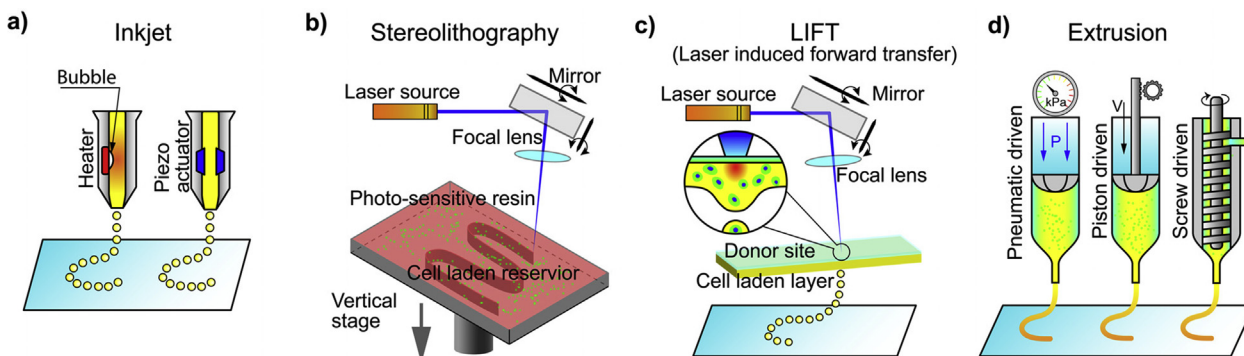 a)
Inkjet
Bubble
Heater
Piezo
actuator
b)
Stereolithography
Mirror
Laser source
Focal lens
Photo-sensitive resin
Cell laden reservior
Vertical
stage
c)
LIFT
(Laser induced forward transfer)
Laser source
Mirror
Focal lens
Donor site
Cell laden layer
d)
Extrusion
kPa
P
V
Pneumatic driven
Piston driven
Screw driven